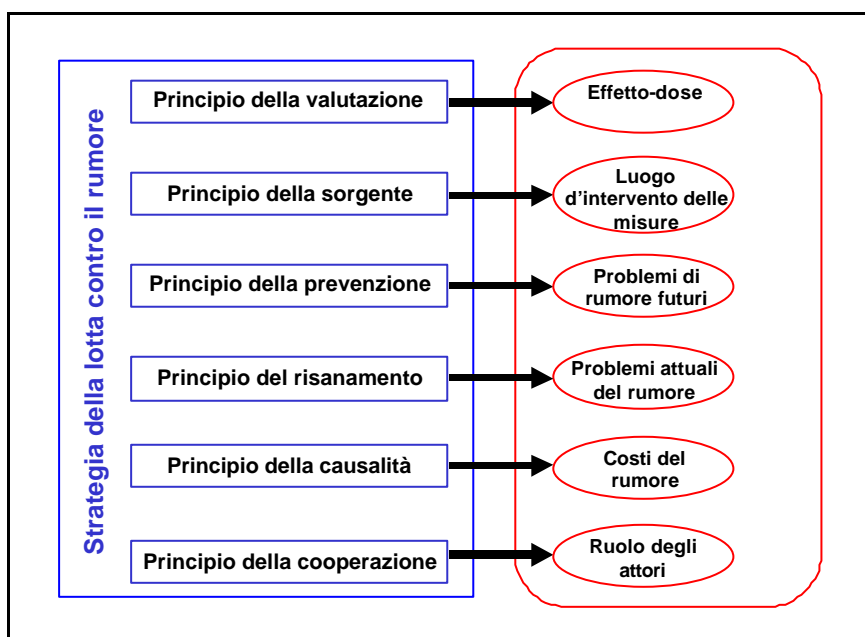 Strategia della lotta contro il rumore
Principio della valutazione
Effetto-dose
Principio della sorgente
Luogo
d'intervento delle
misure
Principio della prevenzione
Problemi di
rumore futuri
Principio del risanamento
Problemi attuali
del rumore
Principio della causalità
Costi del
rumore
Principio della cooperazione
Ruolo degli
attori